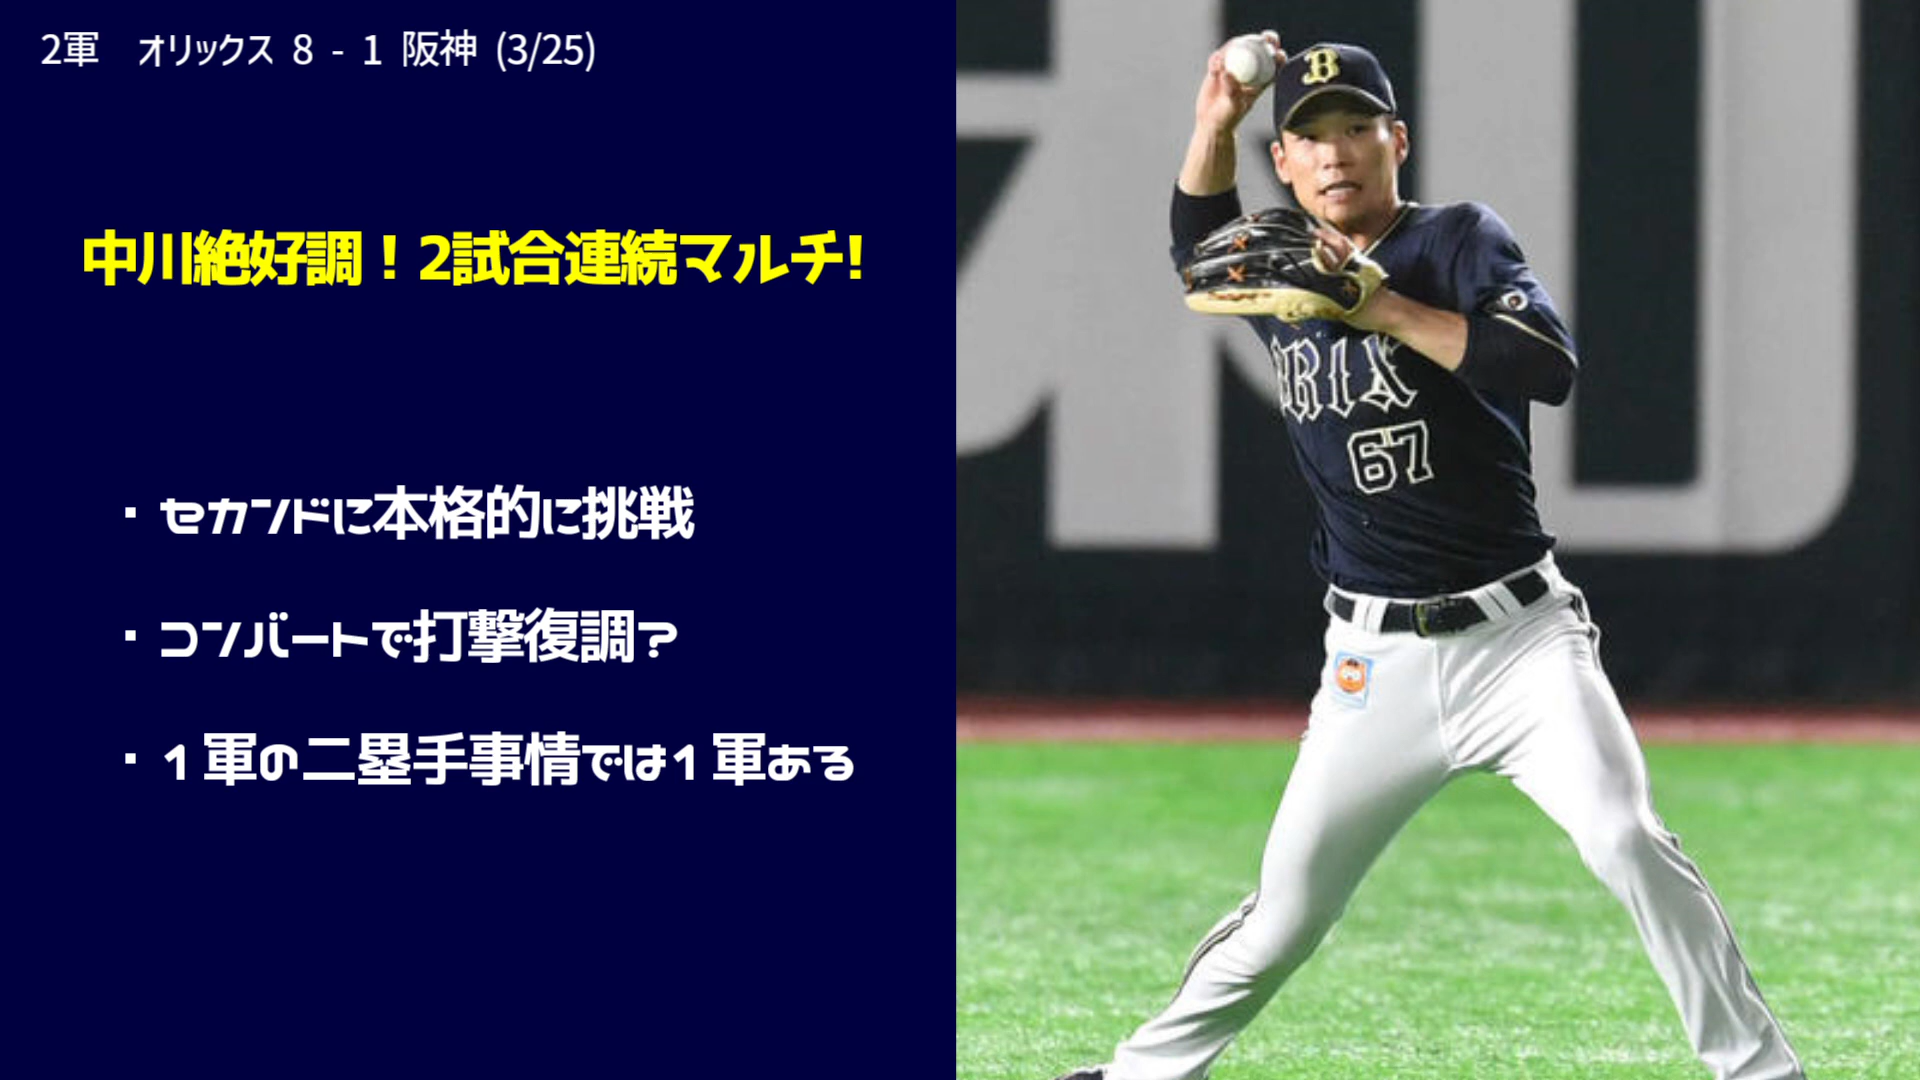 2軍　オリックス 8 - 1 阪神 (3/25)
中川絶好調！2試合連続マルチ!
・セカンドに本格的に挑戦
・コンバートで打撃復調?
・１軍の二塁手事情では１軍ある
B
ORIX
67